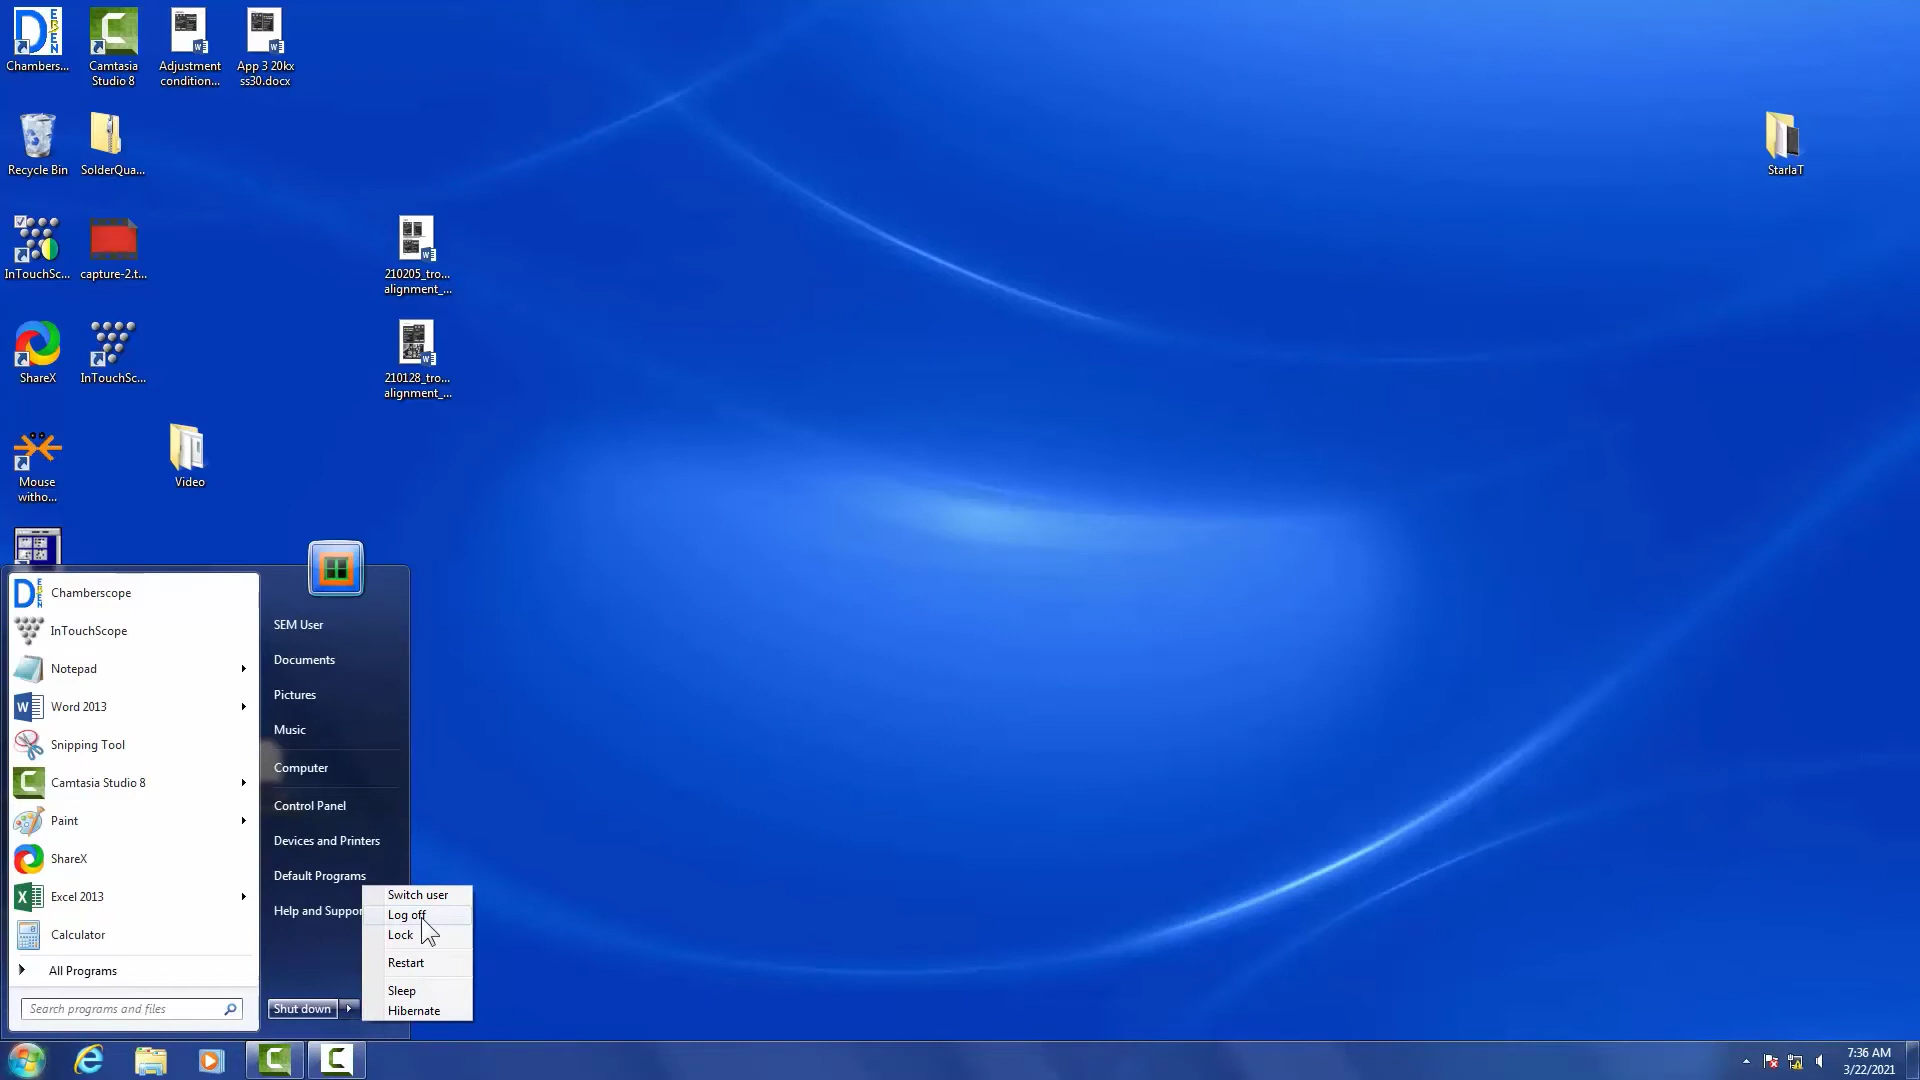 Chambers...
Camtasia
Studio 8
Adjustment
condition...
App 3 20kx
ss30.docx
Recycle Bin
SolderQua...
StarlaT
InTouchSc...
capture-2.t...
210205_tro...
alignment_...
ShareX
InTouchSc...
210128_tro...
alignment_...
Mouse
witho...
Video
Chamberscope
InTouchScope
Notepad
Word 2013
Snipping Tool
Camtasia Studio 8
Paint
ShareX
Excel 2013
Calculator
All Programs
Search programs and files
SEM User
Documents
Pictures
Music
Computer
Control Panel
Devices and Printers
Default Programs
Help and Suppor
Shut down
Switch user
Log off
Lock
Restart
Sleep
Hibernate
7:36 AM
3/22/2021